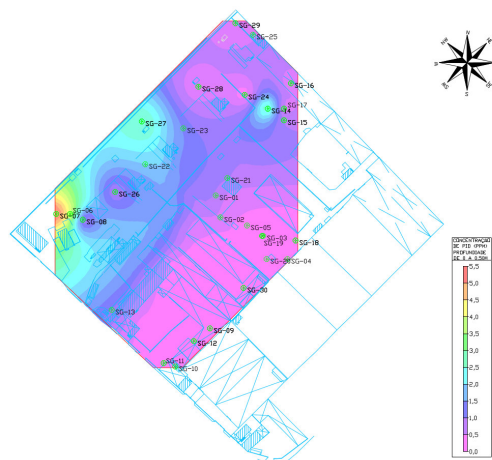 SG-29
SG-25
N
NW
S
SG-16
SG-28
SG-24
SG-17
SG-14
SG-15
SG-27
SG-23
SG-22
SG-21
SG-26
SG-01
SG-06
SG-07
SG-08
SG-02
SG-05
SG-03
SG-19
SG-18
SG-20
SG-04
SG-30
SG-13
SG-09
SG-12
SG-11
SG-10
CONCENTRAÇÃO
DE PID (PPM)
PROFUNDIADE
DE 0 A 0.50M
5,5
5,0
4,5
4,0
3,5
3,0
2,5
2,0
1,5
1,0
0,5
0,0